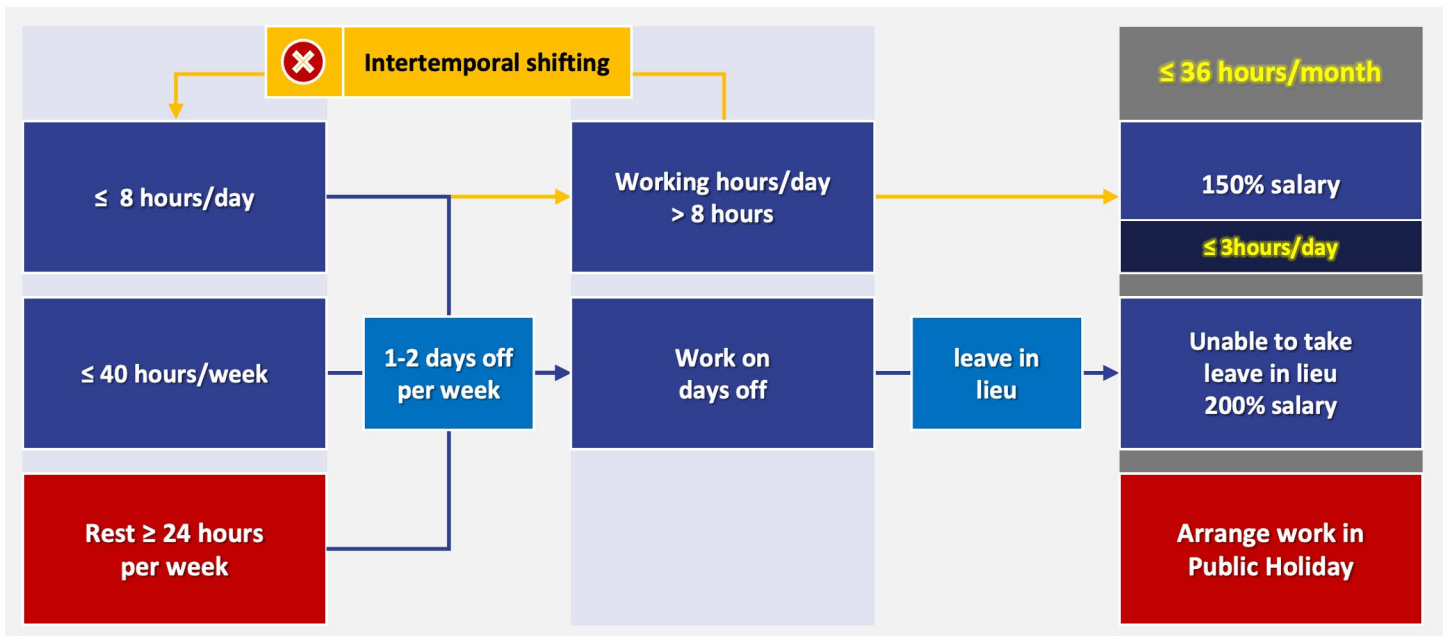 Intertemporal shifting
≤ 36 hours/month
≤ 8 hours/day
Working hours/day
> 8 hours
150% salary
≤ 3hours/day
≤ 40 hours/week
1-2 days off
per week
Work on
days off
leave in
lieu
Unable to take
leave in lieu
200% salary
Rest ≥ 24 hours
per week
Arrange work in
Public Holiday